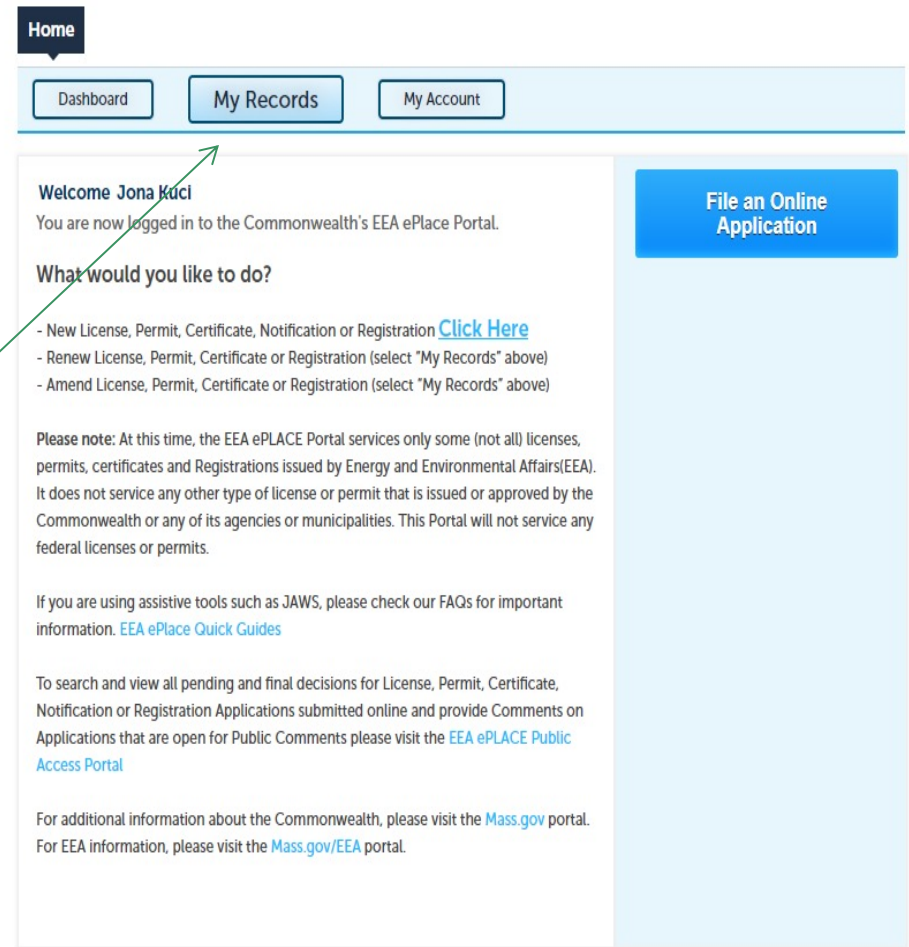 Home
Dashboard My Records My Account
Welcome Jona Kuci
You are now logged in to the Commonwealth's EEA ePlace Portal.
What would you like to do?
- New License, Permit, Certificate, Notification or Registration Click Here
- Renew License, Permit, Certificate or Registration (select "My Records" above)
- Amend License, Permit, Certificate or Registration (select "My Records" above)
Please note: At this time, the EEA ePLACE Portal services only some (not all) licenses,
permits, certificates and Registrations issued by Energy and Environmental Affairs(EEA).
It does not service any other type of license or permit that is issued or approved by the
Commonwealth or any of its agencies or municipalities. This Portal will not service any
federal licenses or permits.
If you are using assistive tools such as JAWS, please check our FAQs for important
information. EEA ePlace Quick Guides
To search and view all pending and final decisions for License, Permit, Certificate,
Notification or Registration Applications submitted online and provide Comments on
Applications that are open for Public Comments please visit the EEA ePLACE Public
Access Portal
For additional information about the Commonwealth, please visit the Mass.gov portal.
For EEA information, please visit the Mass.gov/EEA portal.
File an Online
Application